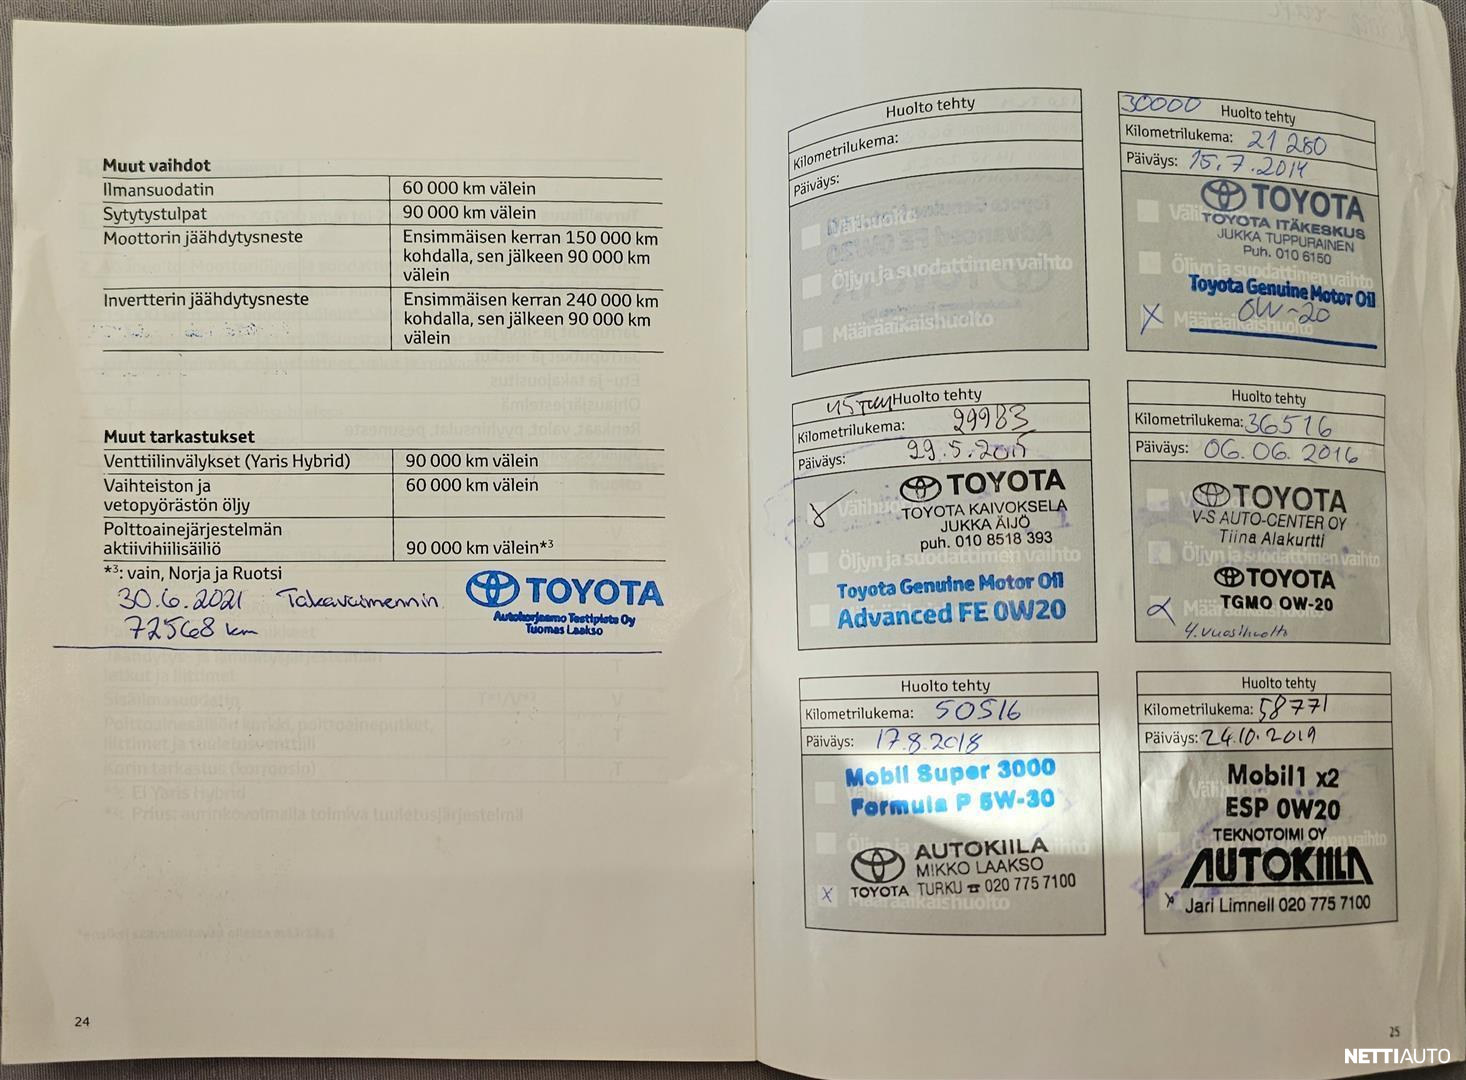 Muut vaihdot
Ilmansuodatin 60 000 km välein
Sytytystulpat 90 000 km välein
Moottorin jäähdytysneste Ensimmäisen kerran 150 000 km
kohdalla, sen jälkeen 90 000 km
välein
Invertterin jäähdytysneste Ensimmäisen kerran 240 000 km
kohdalla, sen jälkeen 90 000 km
välein
Muut tarkastukset
Venttiilinvälykset (Yaris Hybrid) 90 000 km välein
Vaihteiston ja 60 000 km välein
vetopyörästön öljy
Polttoainejärjestelmän
aktiivihiilisäiliö 90 000 km välein*3
*3: vain, Norja ja Ruotsi
30.6.2021 Takavaimennin
72568 km
TOYOTA
Autokorjaamo Testipiste Oy
Tuomas Laakso
24
Huolto tehty
Kilometrilukema:
Päiväys:
Välihuolto
Öljyn ja suodattimen vaihto
Määräaikaishuolto
30000 Huolto tehty
Kilometrilukema: 21 280
Päiväys: 15.7.2014
TOYOTA
TOYOTA ITÄKESKUS
JUKKA TUPPURAINEN
Puh. 010 6150
Öljyn ja suodattimen vaihto
Toyota Genuine Motor Oil
0W-20
X Määräaikaishuolto
Huolto tehty
Kilometrilukema: 29983
Päiväys: 29.5.2015
TOYOTA
TOYOTA KAIVOKSELA
JUKKA ÄIJÖ
puh. 010 8518 393
Öljyn ja suodattimen vaihto
Toyota Genuine Motor Oil
Advanced FE 0W20
Huolto tehty
Kilometrilukema: 36516
Päiväys: 06.06.2016
TOYOTA
V-S AUTO-CENTER OY
Tiina Alakurtti
Öljyn ja suodattimen vaihto
TOYOTA
TGMO 0W-20
Määräaikaishuolto
4. vuosihuolto
Huolto tehty
Kilometrilukema: 50516
Päiväys: 17.8.2018
Mobil Super 3000
Formula P 5W-30
AUTOKIILA
MIKKO LAAKSO
TOYOTA TURKU ☎ 020 775 7100
X Määräaikaishuolto
Huolto tehty
Kilometrilukema: 58771
Päiväys: 24.10.2019
Mobil1 x2
ESP 0W20
TEKNOTOIMI OY
AUTOKIILA
x Jari Limnell 020 775 7100
25
NETTIAUTO